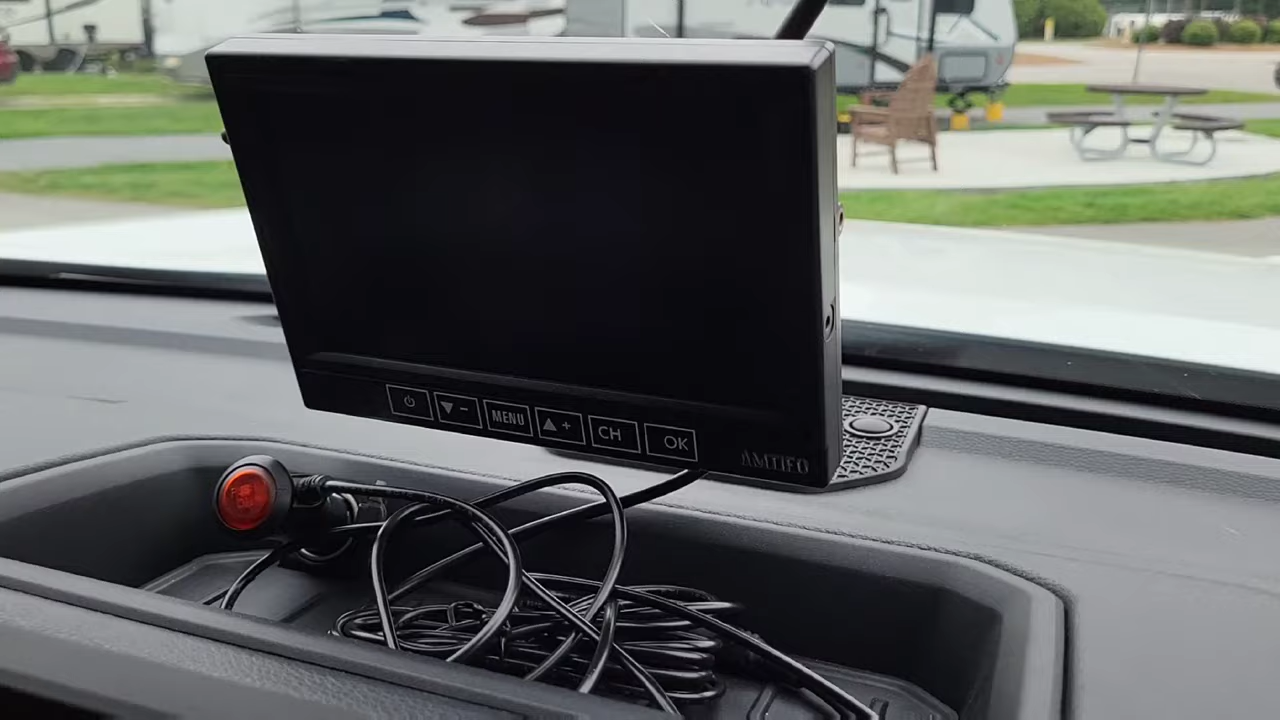 ▼ - MENU ▲ + CH OK
AMTIFO